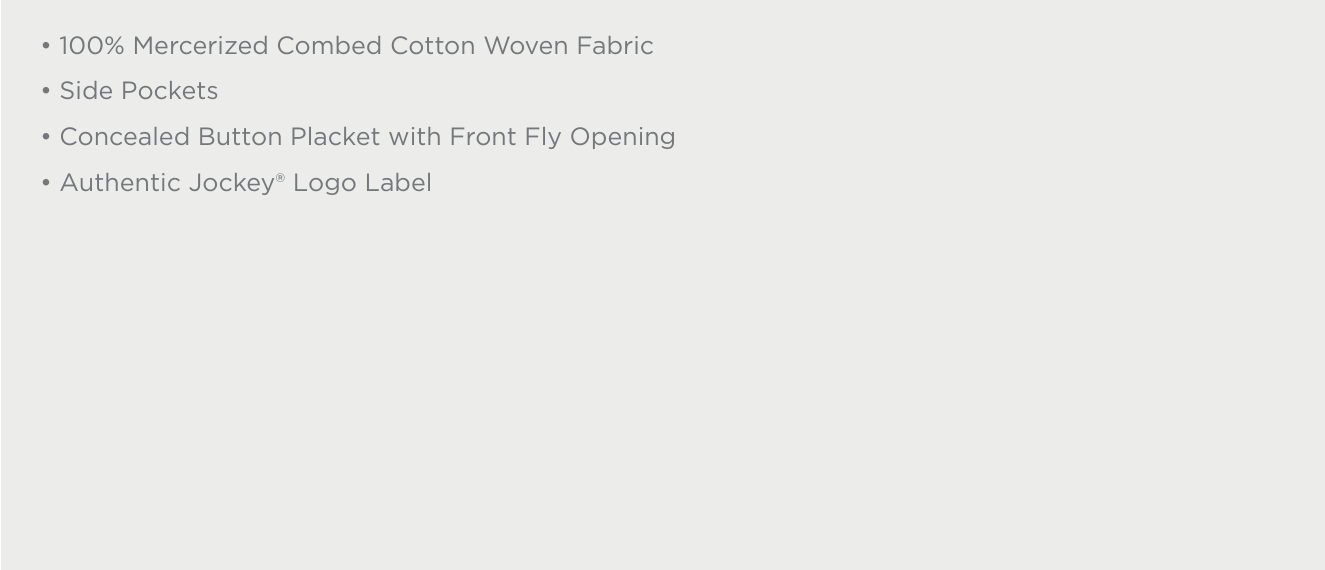 • 100% Mercerized Combed Cotton Woven Fabric
• Side Pockets
• Concealed Button Placket with Front Fly Opening
• Authentic Jockey® Logo Label